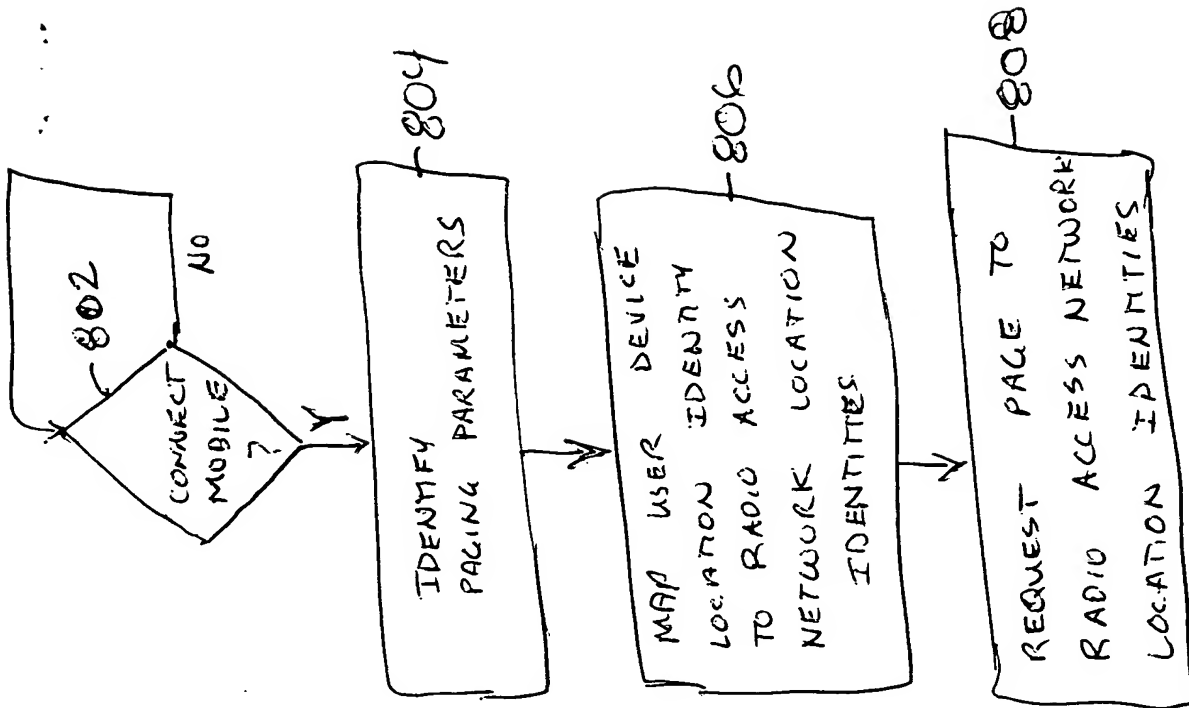 802
CONNECT
MOBILE
?
NO
Y
804
IDENTIFY
PAGING PARAMETERS
806
MAP USER DEVICE
LOCATION IDENTITY
TO RADIO ACCESS
NETWORK LOCATION
IDENTITIES
808
REQUEST PAGE TO
RADIO ACCESS NETWORK
LOCATION IDENTITIES